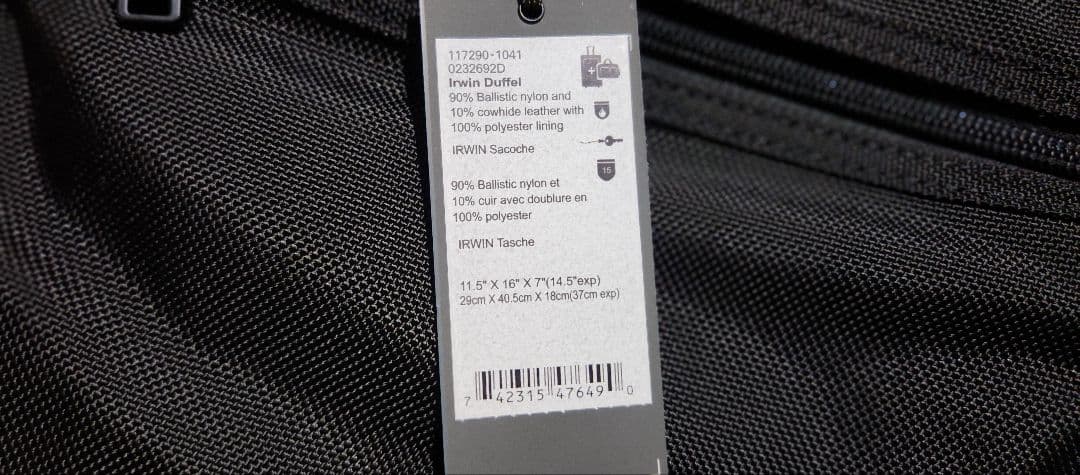 117290-1041
0232692D
Irwin Duffel
90% Ballistic nylon and
10% cowhide leather with
100% polyester lining
IRWIN Sacoche
15
90% Ballistic nylon et
10% cuir avec doublure en
100% polyester
IRWIN Tasche
11.5" X 16" X 7"(14.5"exp)
29cm X 40.5cm X 18cm(37cm exp)
7 42315 47649 0